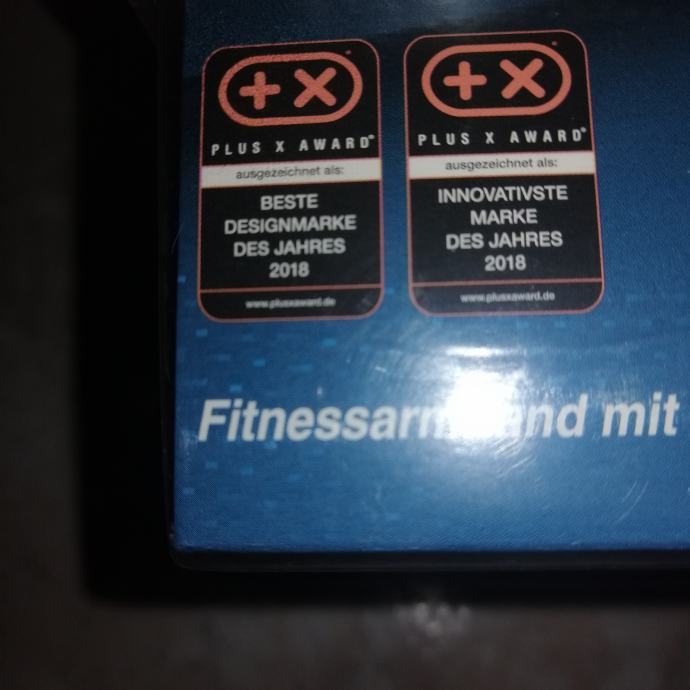 PLUS X AWARD
ausgezeichnet als:
BESTE
DESIGNMARKE
DES JAHRES
2018
www.plusxaward.de
PLUS X AWARD
ausgezeichnet als:
INNOVATIVSTE
MARKE
DES JAHRES
2018
www.plusxaward.de
Fitnessarmband mit